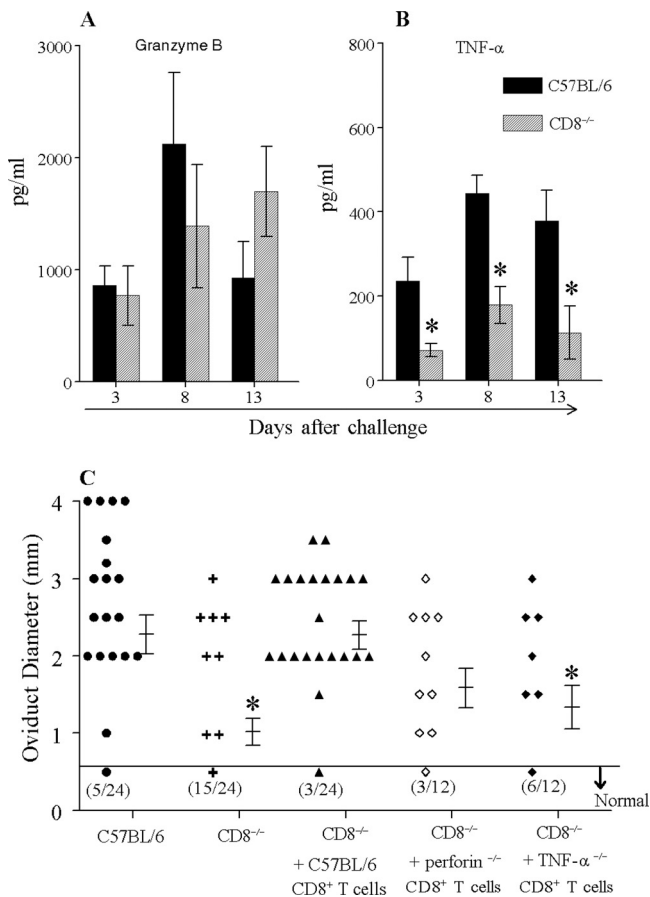 A
Granzyme B
3000
2000
1000
0
pg/ml
3 8 13
B
TNF-α
800
600
400
200
0
pg/ml
C57BL/6
CD8⁻/⁻
* * *
3 8 13
Days after challenge
C
Oviduct Diameter (mm)
4
3
2
1
0
* *
(5/24) (15/24) (3/24) (3/12) (6/12)
Normal
C57BL/6
CD8⁻/⁻
CD8⁻/⁻
+ C57BL/6
CD8⁺ T cells
CD8⁻/⁻
+ perforin ⁻/⁻
CD8⁺ T cells
CD8⁻/⁻
+ TNF-α ⁻/⁻
CD8⁺ T cells